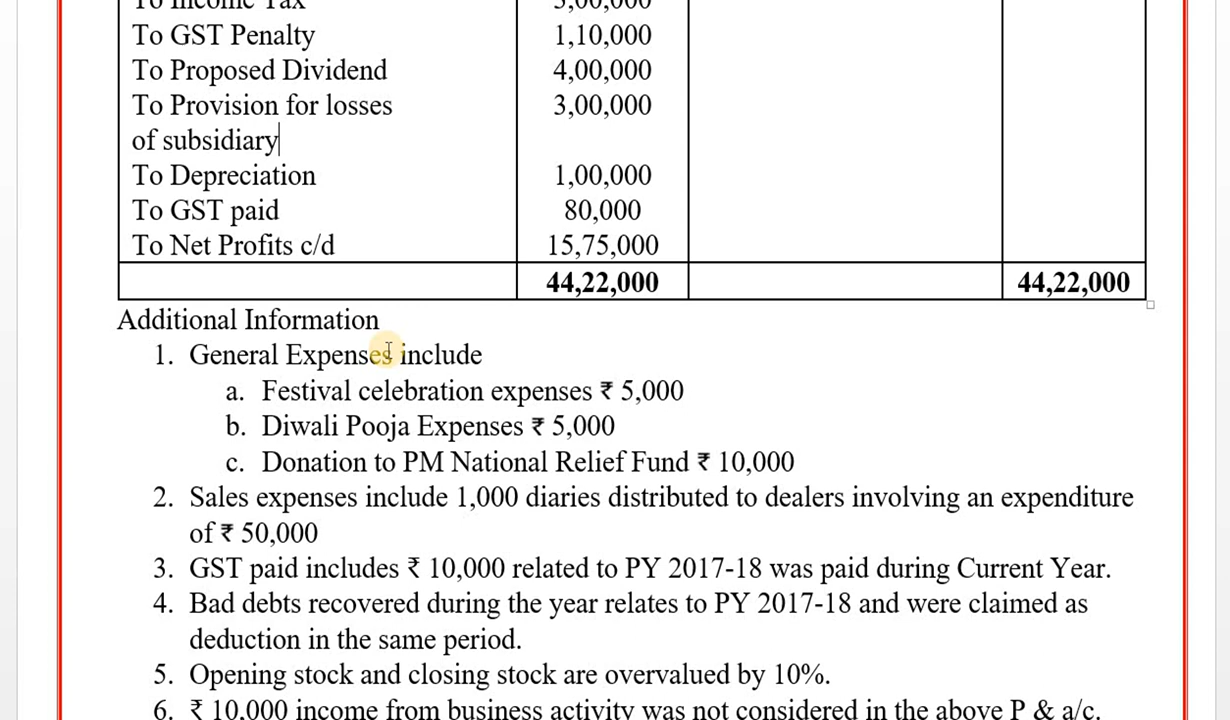 To Income Tax 3,00,000
To GST Penalty 1,10,000
To Proposed Dividend 4,00,000
To Provision for losses 3,00,000
of subsidiary
To Depreciation 1,00,000
To GST paid 80,000
To Net Profits c/d 15,75,000
44,22,000 44,22,000
Additional Information
1. General Expenses include
a. Festival celebration expenses ₹ 5,000
b. Diwali Pooja Expenses ₹ 5,000
c. Donation to PM National Relief Fund ₹ 10,000
2. Sales expenses include 1,000 diaries distributed to dealers involving an expenditure
of ₹ 50,000
3. GST paid includes ₹ 10,000 related to PY 2017-18 was paid during Current Year.
4. Bad debts recovered during the year relates to PY 2017-18 and were claimed as
deduction in the same period.
5. Opening stock and closing stock are overvalued by 10%.
6. ₹ 10,000 income from business activity was not considered in the above P & a/c.